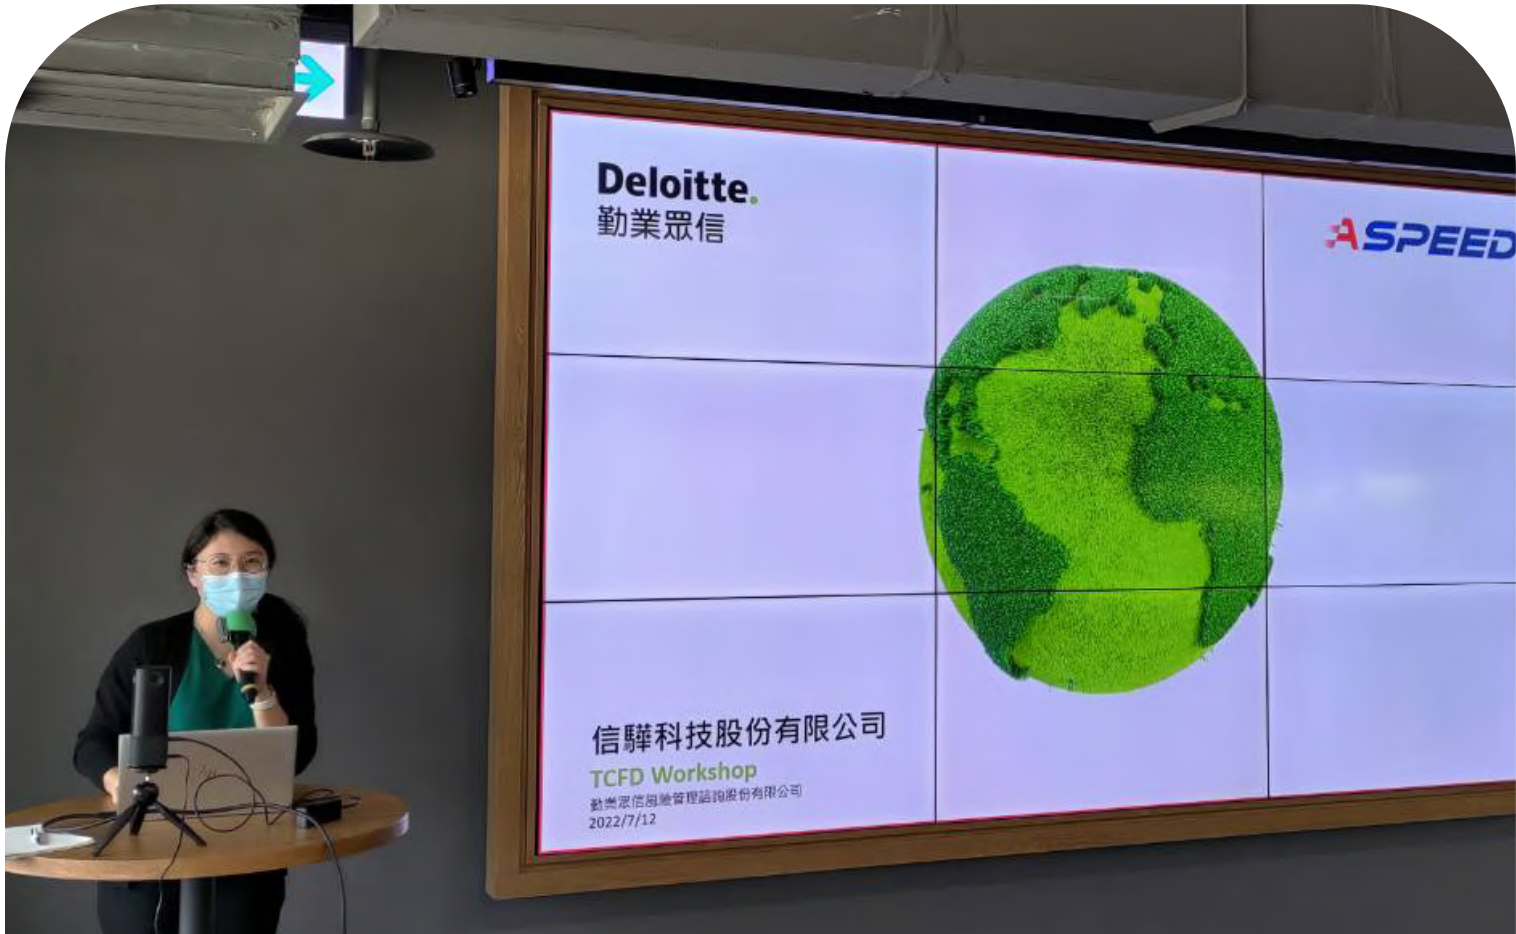 Deloitte.
勤業眾信
ASPEED
信驊科技股份有限公司
TCFD Workshop
勤業眾信風險管理諮詢股份有限公司
2022/7/12